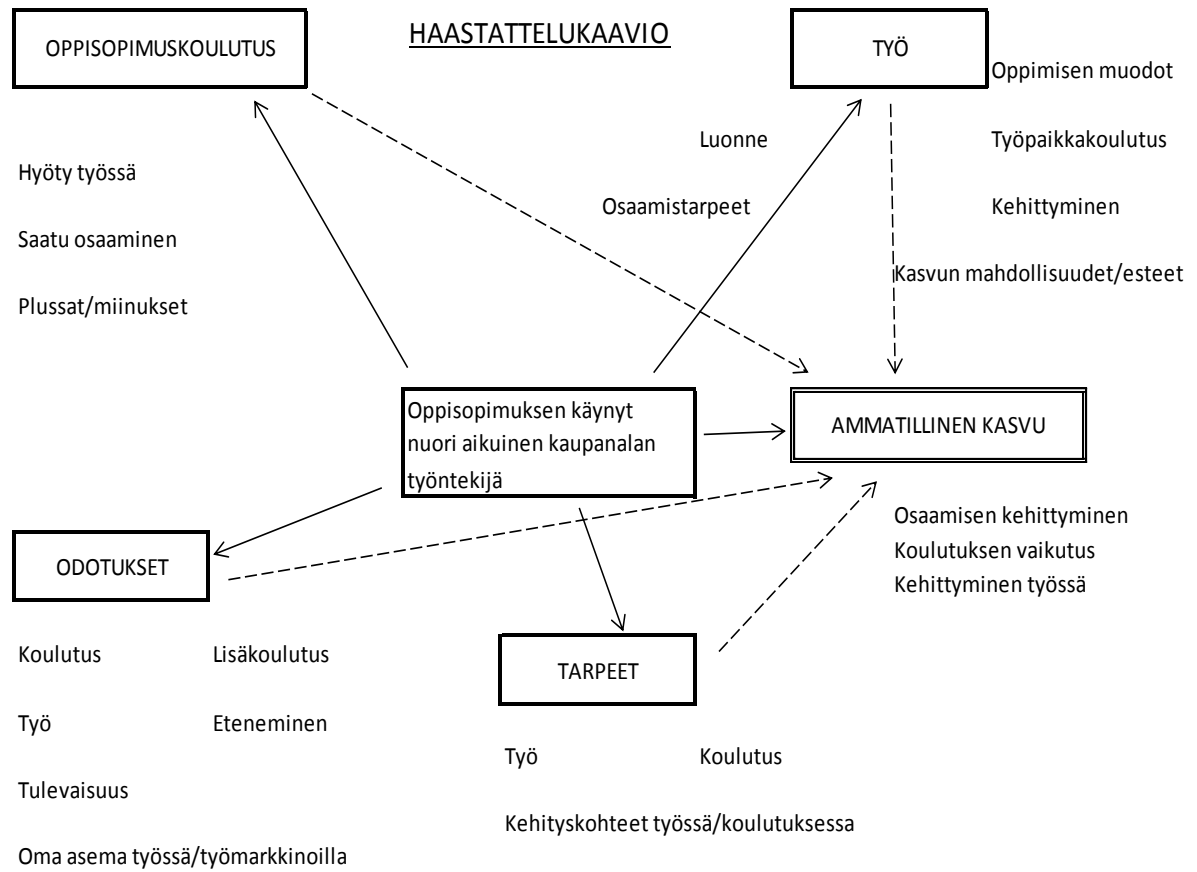 HAASTATTELUKAAVIO
OPPISOPIMUSKOULUTUS
TYÖ
Oppimisen muodot
Luonne
Työpaikkakoulutus
Hyöty työssä
Osaamistarpeet
Kehittyminen
Saatu osaaminen
Kasvun mahdollisuudet/esteet
Plussat/miinukset
Oppisopimuksen käynyt
nuori aikuinen kaupanalan
työntekijä
AMMATILLINEN KASVU
Osaamisen kehittyminen
Koulutuksen vaikutus
Kehittyminen työssä
ODOTUKSET
Koulutus Lisäkoulutus
Työ Eteneminen
Tulevaisuus
Oma asema työssä/työmarkkinoilla
TARPEET
Työ Koulutus
Kehityskohteet työssä/koulutuksessa